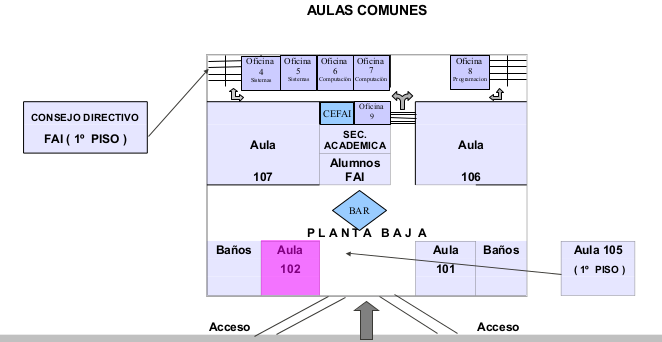 AULAS COMUNES
Oficina
4
Sistemas
Oficina
5
Sistemas
Oficina
6
Computación
Oficina
7
Computación
Oficina
8
Programacion
CONSEJO DIRECTIVO
FAI ( 1º PISO )
Aula
107
CEFAI
Oficina
9
SEC.
ACADEMICA
Alumnos
FAI
Aula
106
BAR
PLANTA BAJA
Baños
Aula
102
Aula
101
Baños
Aula 105
( 1º PISO )
Acceso
Acceso